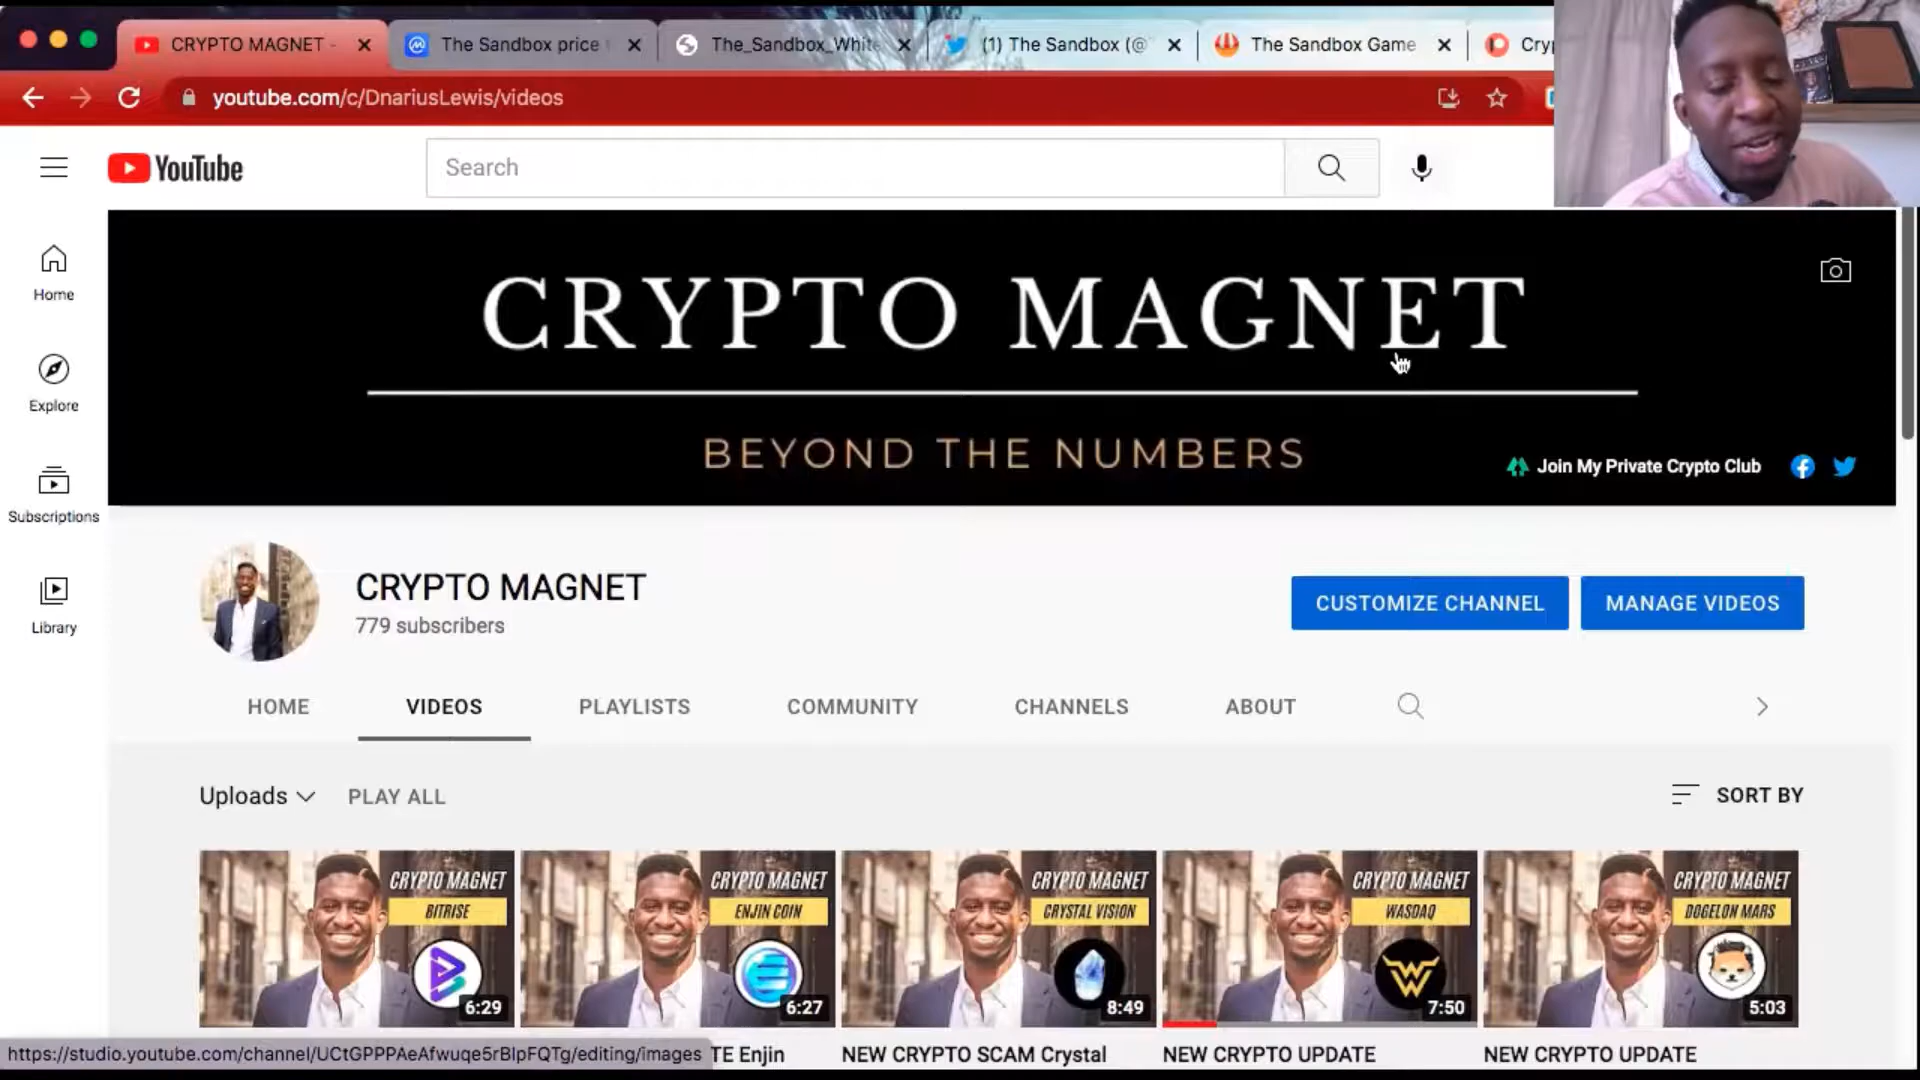 CRYPTO MAGNET -
The Sandbox price
The_Sandbox_White
(1) The Sandbox (@
The Sandbox Game
Cry
youtube.com/c/DnariusLewis/videos
YouTube
Search
Home
Explore
Subscriptions
Library
CRYPTO MAGNET
BEYOND THE NUMBERS
Join My Private Crypto Club
CRYPTO MAGNET
779 subscribers
CUSTOMIZE CHANNEL
MANAGE VIDEOS
HOME
VIDEOS
PLAYLISTS
COMMUNITY
CHANNELS
ABOUT
Uploads
PLAY ALL
SORT BY
CRYPTO MAGNET
BITRISE
6:29
CRYPTO MAGNET
ENJIN COIN
6:27
CRYPTO MAGNET
CRYSTAL VISION
8:49
CRYPTO MAGNET
WASDAQ
7:50
CRYPTO MAGNET
DOGELON MARS
5:03
https://studio.youtube.com/channel/UCtGPPPAeAfwuqe5rBlpFQTg/editing/images
TE Enjin
NEW CRYPTO SCAM Crystal
NEW CRYPTO UPDATE
NEW CRYPTO UPDATE